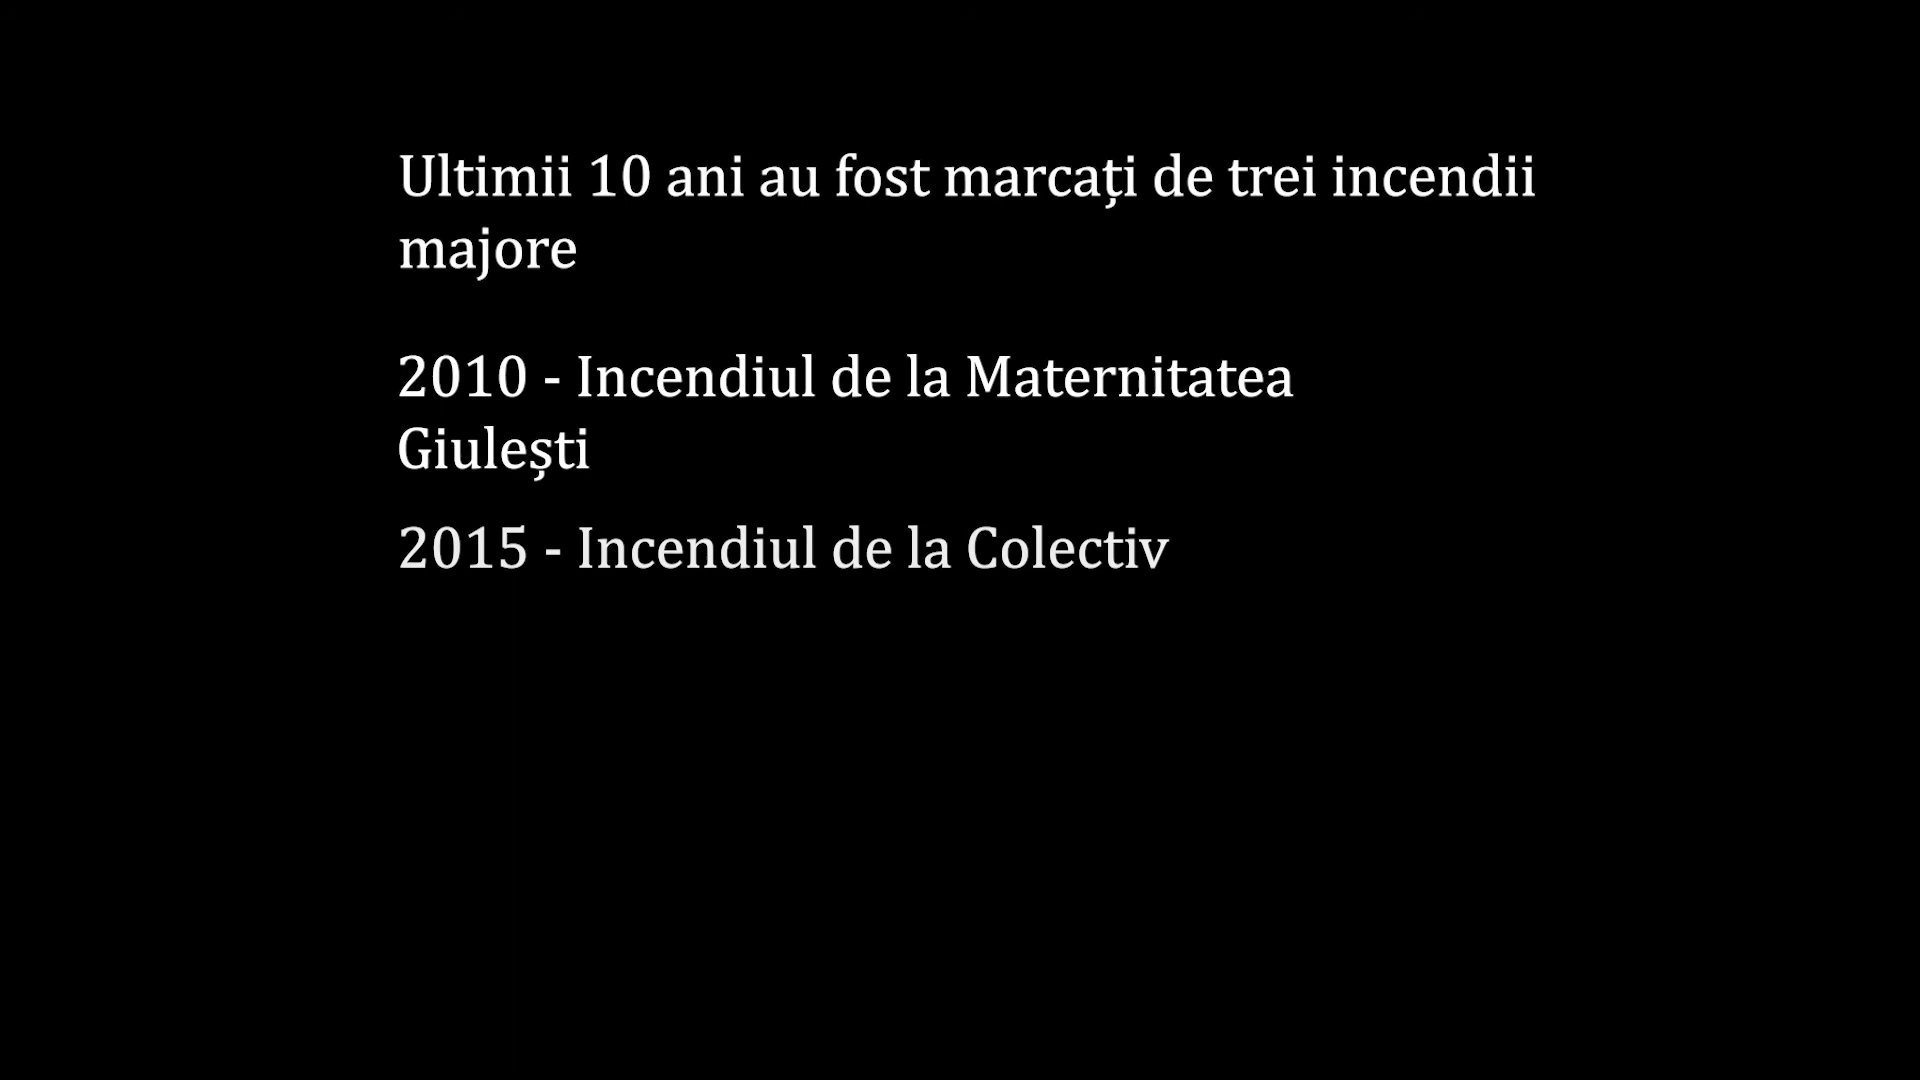 Ultimii 10 ani au fost marcați de trei incendii
majore
2010 - Incendiul de la Maternitatea
Giulești
2015 - Incendiul de la Colectiv